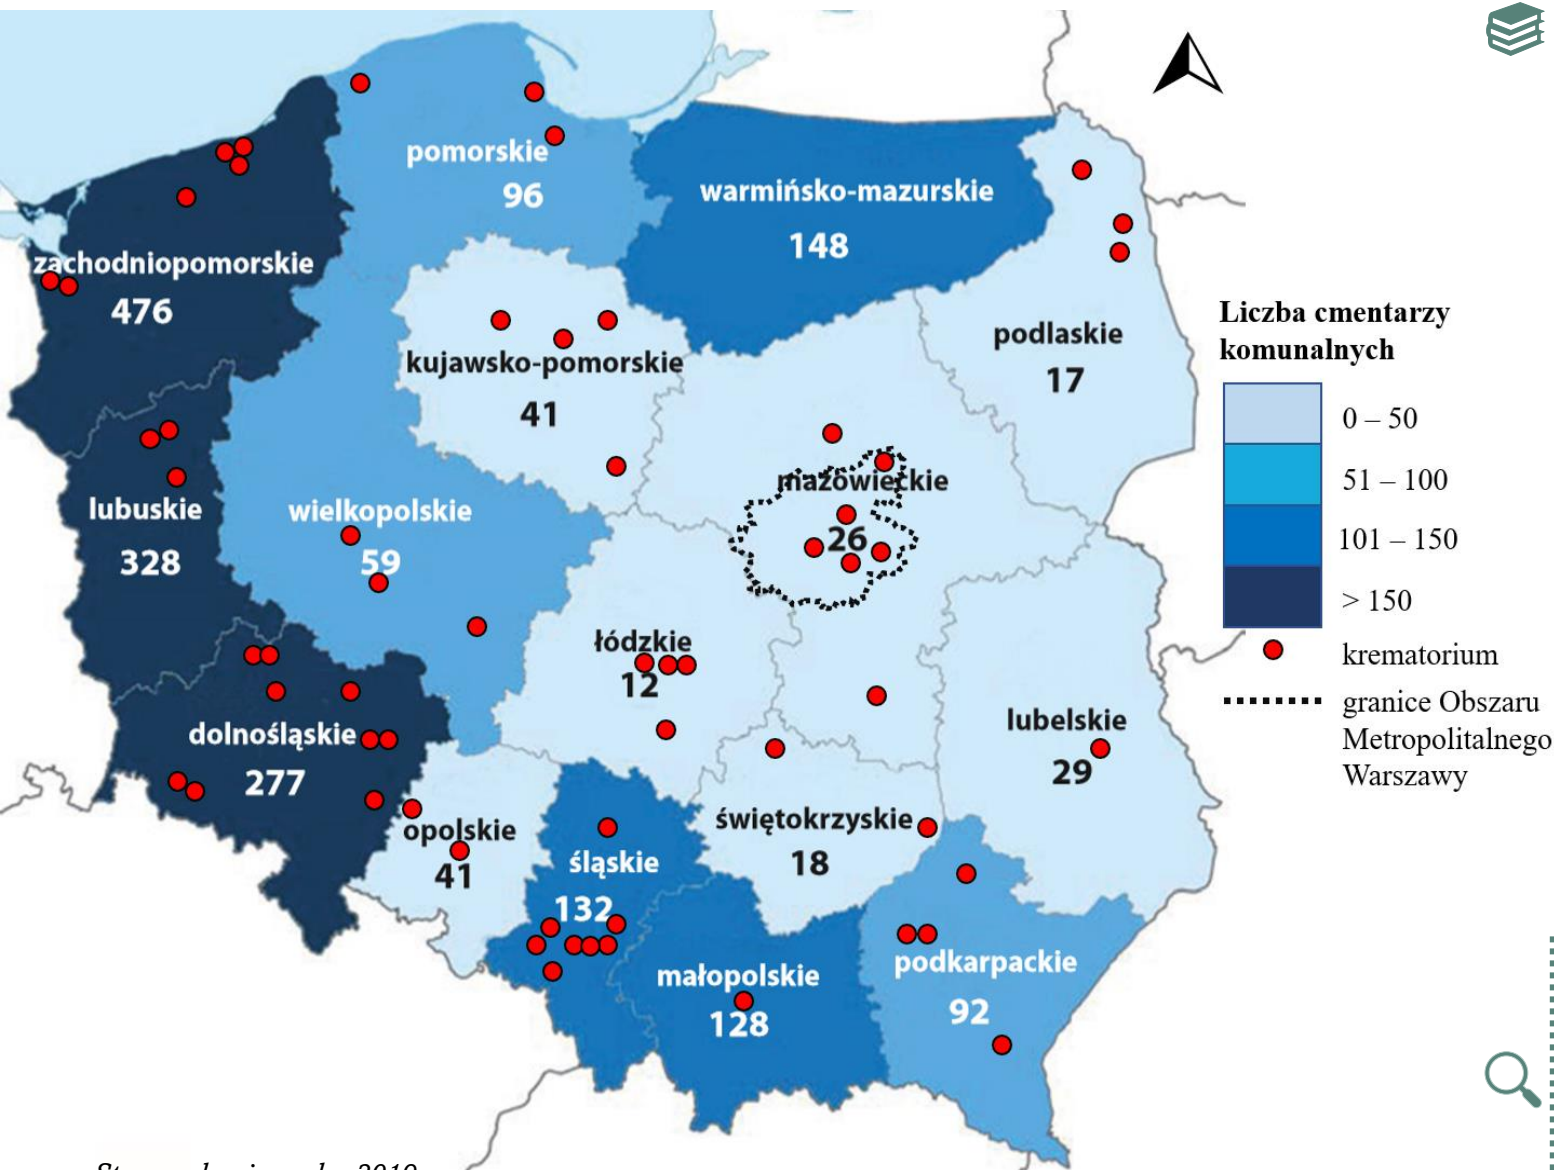 pomorskie
96
warmińsko-mazurskie
148
zachodniopomorskie
476
podlaskie
17
kujawsko-pomorskie
41
mazowieckie
26
lubuskie
328
wielkopolskie
59
łódzkie
12
dolnośląskie
277
lubelskie
29
opolskie
41
śląskie
132
świętokrzyskie
18
małopolskie
128
podkarpackie
92
Liczba cmentarzy
komunalnych
0 – 50
51 – 100
101 – 150
> 150
krematorium
granice Obszaru
Metropolitalnego
Warszawy
2019